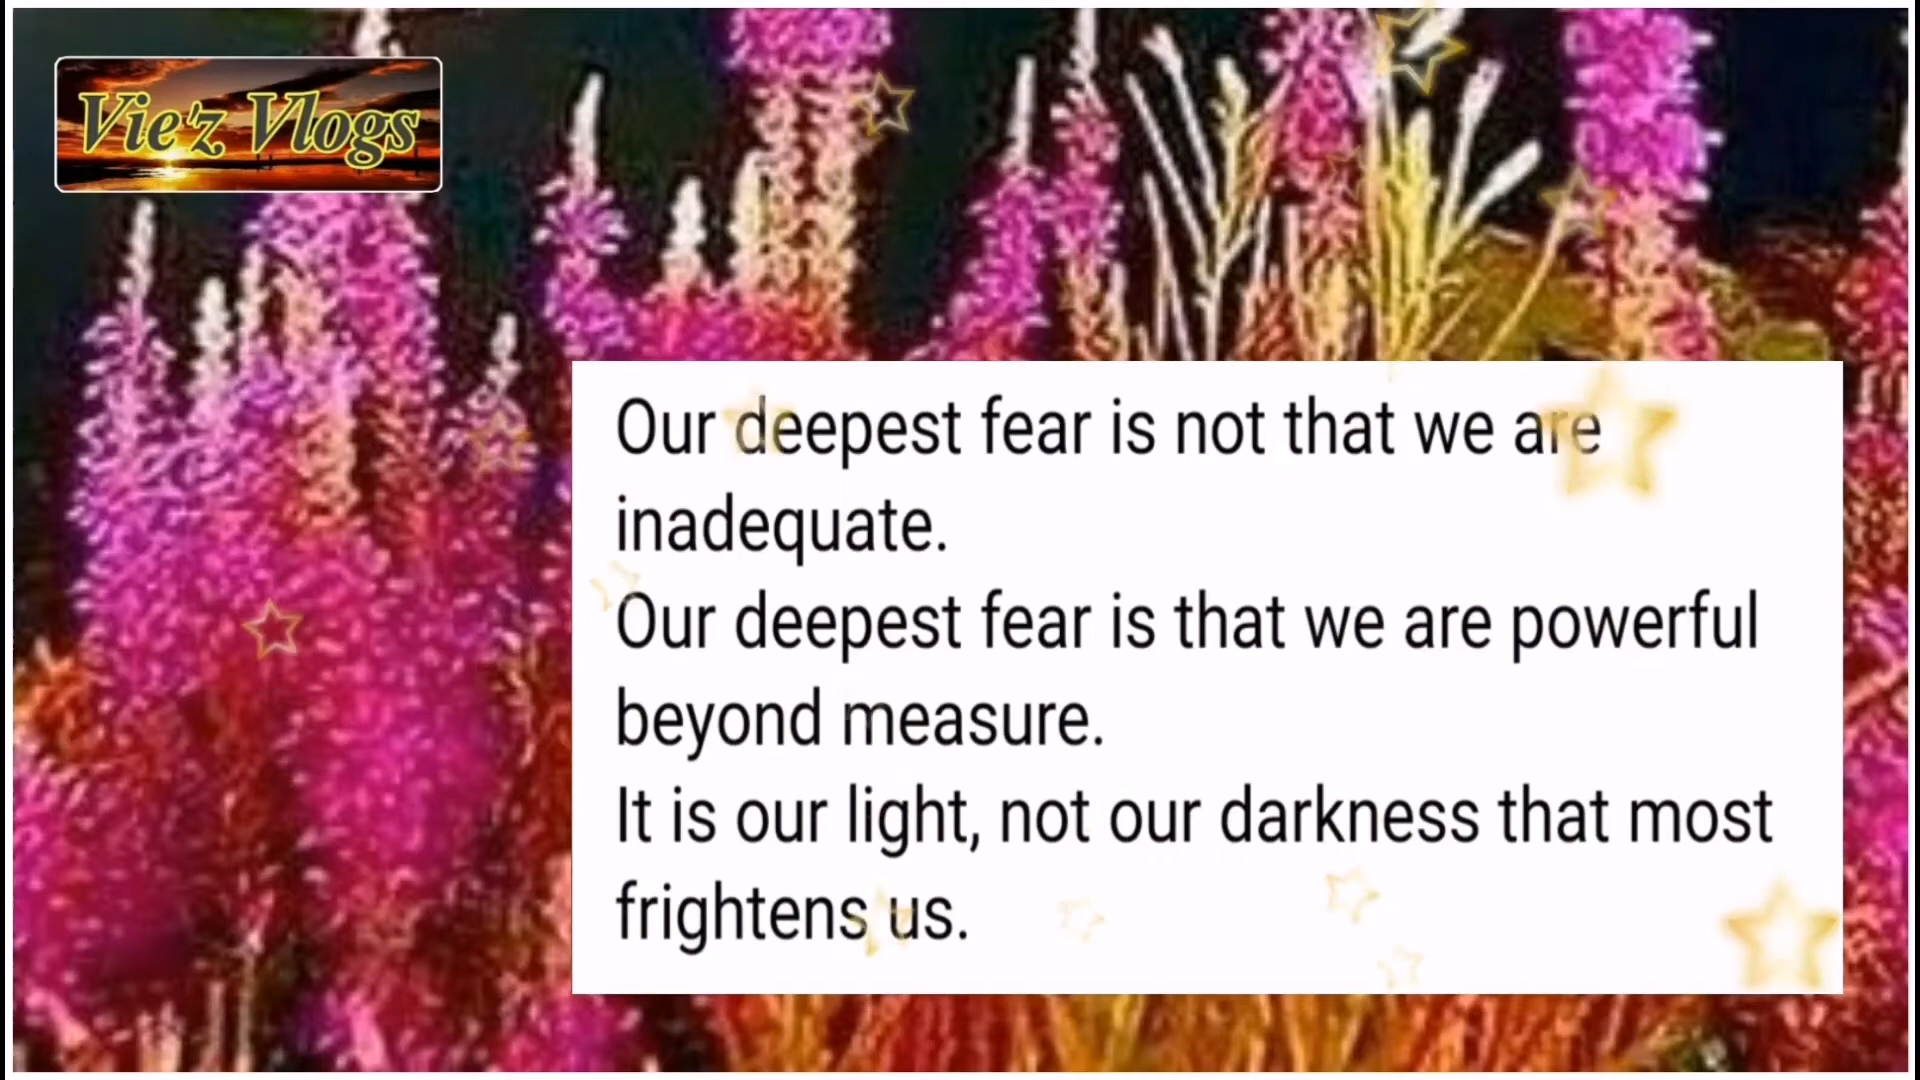 Vie'z Vlogs
Our deepest fear is not that we are
inadequate.
Our deepest fear is that we are powerful
beyond measure.
It is our light, not our darkness that most
frightens us.